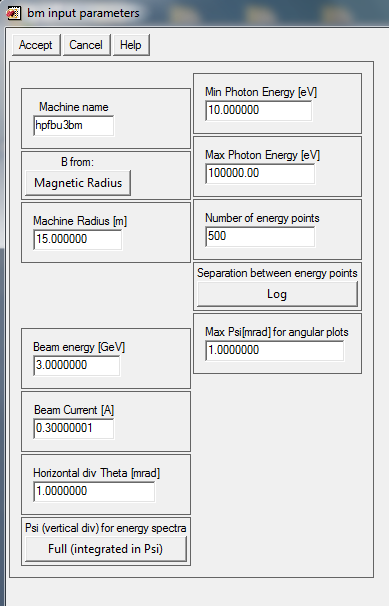 bm input parameters
Accept
Cancel
Help
Machine name
hpfbu3bm
B from:
Magnetic Radius
Machine Radius [m]
15.000000
Beam energy [GeV]
3.0000000
Beam Current [A]
0.30000001
Horizontal div Theta [mrad]
1.0000000
Psi (vertical div) for energy spectra
Full (integrated in Psi)
Min Photon Energy [eV]
10.000000
Max Photon Energy [eV]
100000.00
Number of energy points
500
Separation between energy points
Log
Max Psi[mrad] for angular plots
1.0000000